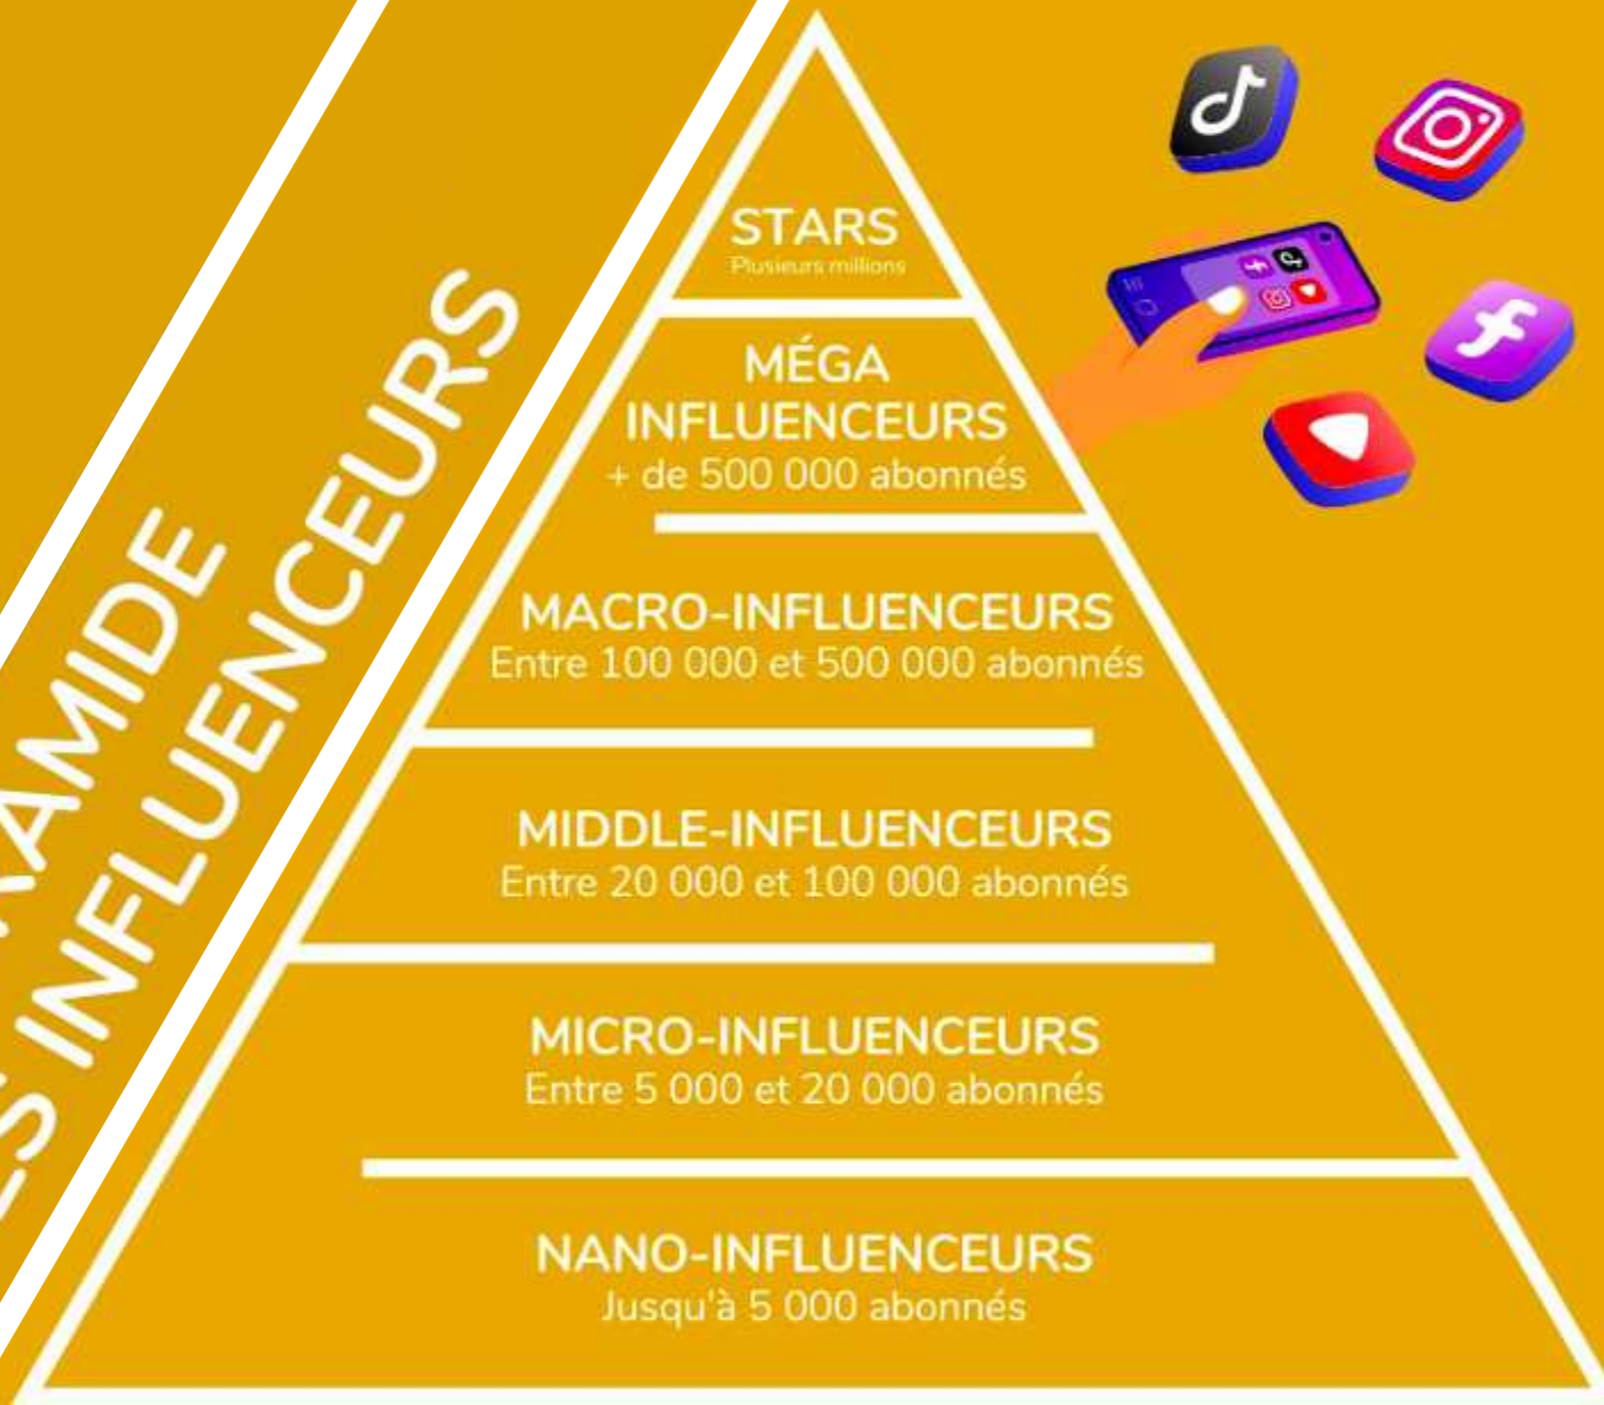 INFLUENCEURS
STARS
Plusieurs millions
MÉGA
INFLUENCEURS
+ de 500 000 abonnés
MACRO-INFLUENCEURS
Entre 100 000 et 500 000 abonnés
MIDDLE-INFLUENCEURS
Entre 20 000 et 100 000 abonnés
MICRO-INFLUENCEURS
Entre 5 000 et 20 000 abonnés
NANO-INFLUENCEURS
Jusqu'à 5 000 abonnés